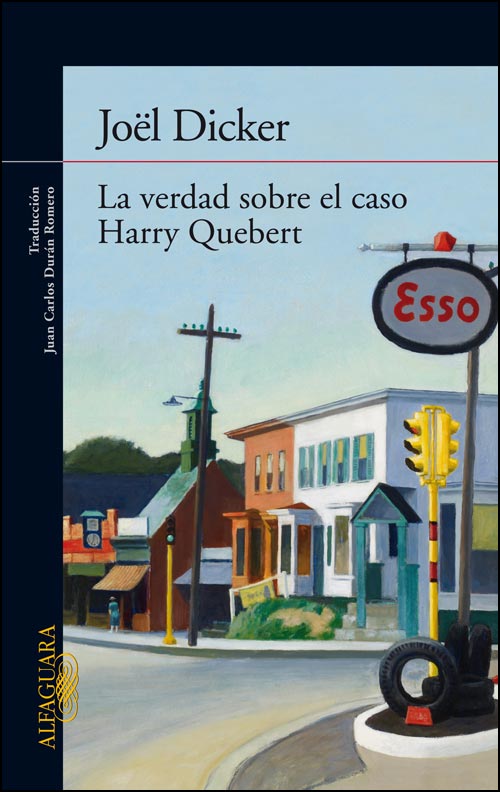 Joël Dicker
La verdad sobre el caso
Harry Quebert
Traducción
Juan Carlos Durán Romero
Esso
ALFAGUARA